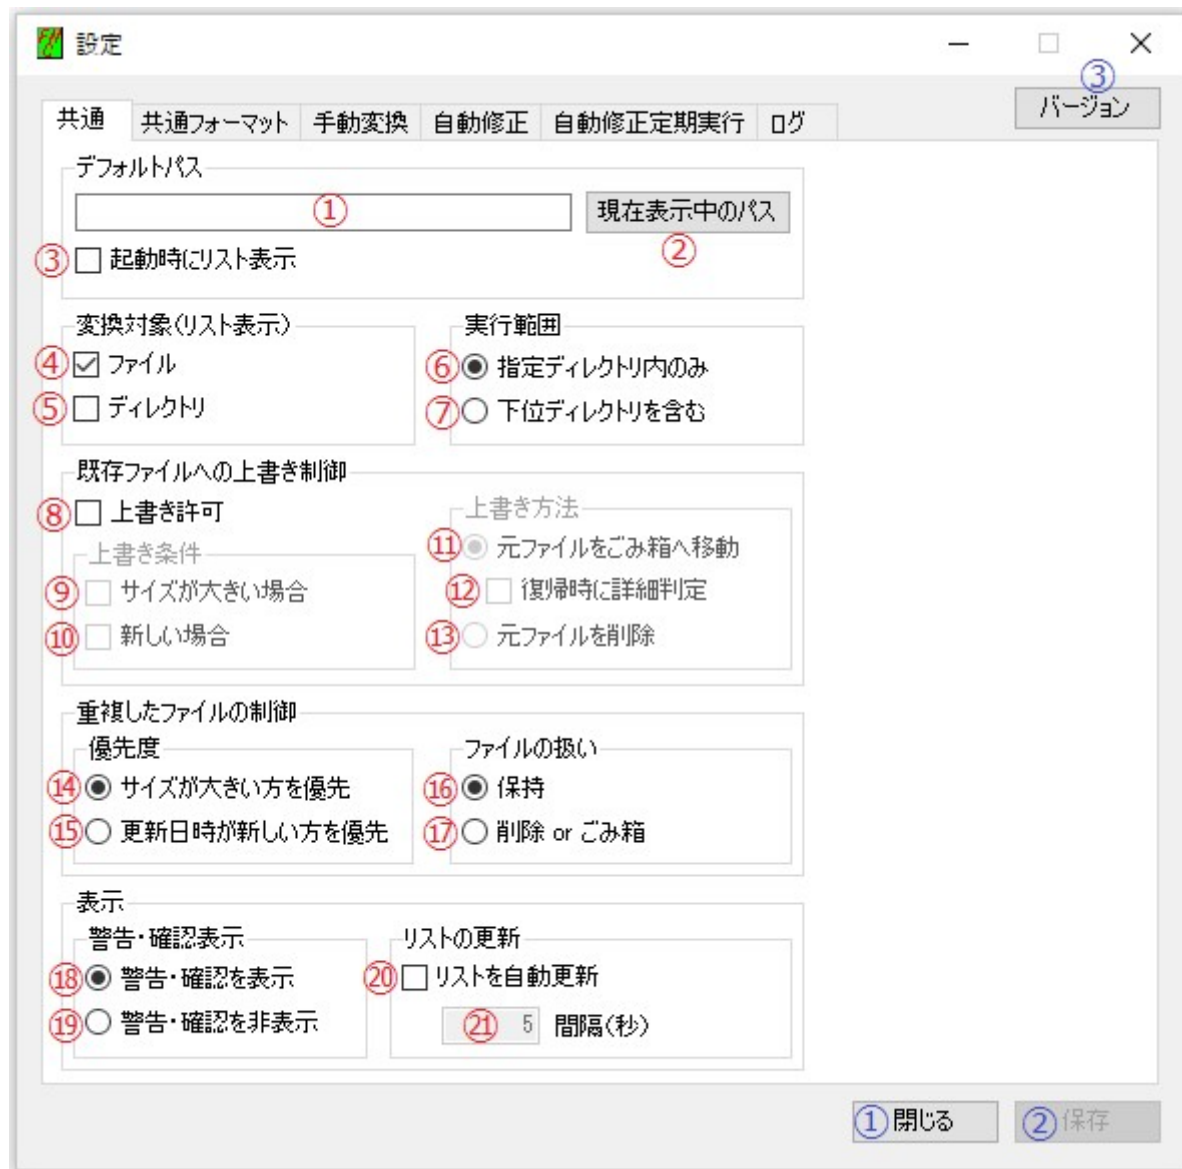 設定
③
バージョン
共通 共通フォーマット 手動変換 自動修正 自動修正定期実行 ログ
デフォルトパス
① 現在表示中のパス
②
③ 起動時にリスト表示
変換対象(リスト表示) 実行範囲
④ ファイル ⑥ 指定ディレクトリ内のみ
⑤ ディレクトリ ⑦ 下位ディレクトリを含む
既存ファイルへの上書き制御
⑧ 上書き許可 上書き方法
上書き条件 ⑪ 元ファイルをごみ箱へ移動
⑨ サイズが大きい場合 ⑫ 復帰時に詳細判定
⑩ 新しい場合 ⑬ 元ファイルを削除
重複したファイルの制御
優先度 ファイルの扱い
⑭ サイズが大きい方を優先 ⑯ 保持
⑮ 更新日時が新しい方を優先 ⑰ 削除 or ごみ箱
表示
警告・確認表示 リストの更新
⑱ 警告・確認を表示 ⑳ リストを自動更新
⑲ 警告・確認を非表示 ㉑ 5 間隔(秒)
① 閉じる ② 保存